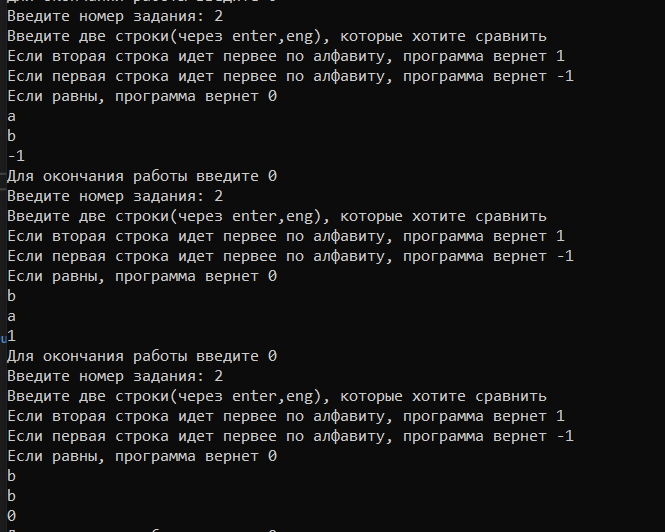 Для окончания работы введите 0
Введите номер задания: 2
Введите две строки(через enter,eng), которые хотите сравнить
Если вторая строка идет первее по алфавиту, программа вернет 1
Если первая строка идет первее по алфавиту, программа вернет -1
Если равны, программа вернет 0
a
b
-1
Для окончания работы введите 0
Введите номер задания: 2
Введите две строки(через enter,eng), которые хотите сравнить
Если вторая строка идет первее по алфавиту, программа вернет 1
Если первая строка идет первее по алфавиту, программа вернет -1
Если равны, программа вернет 0
b
a
1
Для окончания работы введите 0
Введите номер задания: 2
Введите две строки(через enter,eng), которые хотите сравнить
Если вторая строка идет первее по алфавиту, программа вернет 1
Если первая строка идет первее по алфавиту, программа вернет -1
Если равны, программа вернет 0
b
b
0